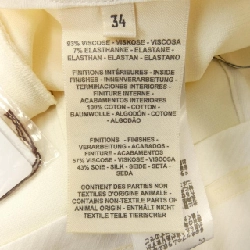 34
93% VISCOSE - VISKOSE - VISCOSA
7% ELASTHANNE - ELASTANE -
ELASTHAN - ELASTAN - ELASTANO
FINITIONS INTÉRIEURES - INSIDE
FINISHES - INNENVERARBEITUNG
TERMINACIONES INTERIORES
FINITURE INTERNE -
ACABAMENTOS INTERIORES
100% COTON - COTTON -
BAUMWOLLE - ALGODÓN - COTONE
- ALGODÃO
FINITIONS - FINISHES -
VERARBEITUNG - ACABADOS -
FINITURE - ACABAMENTOS
57% VISCOSE - VISKOSE - VISCOSA
43% SOIE - SILK - SEIDE - SETA
SEDA
CONTIENT DES PARTIES NON
TEXTILES D'ORIGINE ANIMALE -
CONTAINS NON-TEXTILE PARTS OF
ANIMAL ORIGIN - ENTHÄLT NICHT
TEXTILE TEILE TIERISCHER